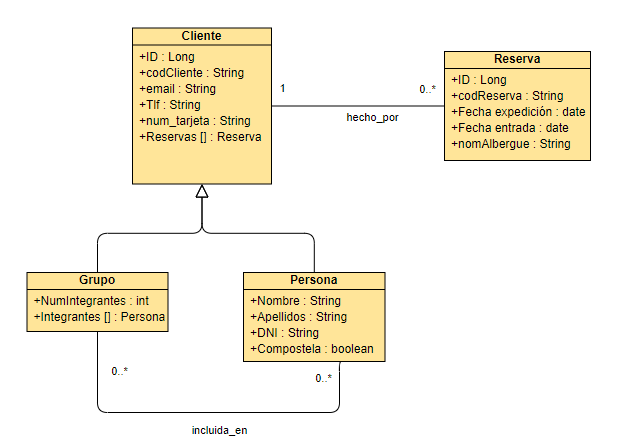 Cliente
+ID : Long
+codCliente : String
+email : String
+Tlf : String
+num_tarjeta : String
+Reservas [] : Reserva
1
0..*
hecho_por
Reserva
+ID : Long
+codReserva : String
+Fecha expedición : date
+Fecha entrada : date
+nomAlbergue : String
Grupo
+NumIntegrantes : int
+Integrantes [] : Persona
Persona
+Nombre : String
+Apellidos : String
+DNI : String
+Compostela : boolean
0..*
0..*
incluida_en